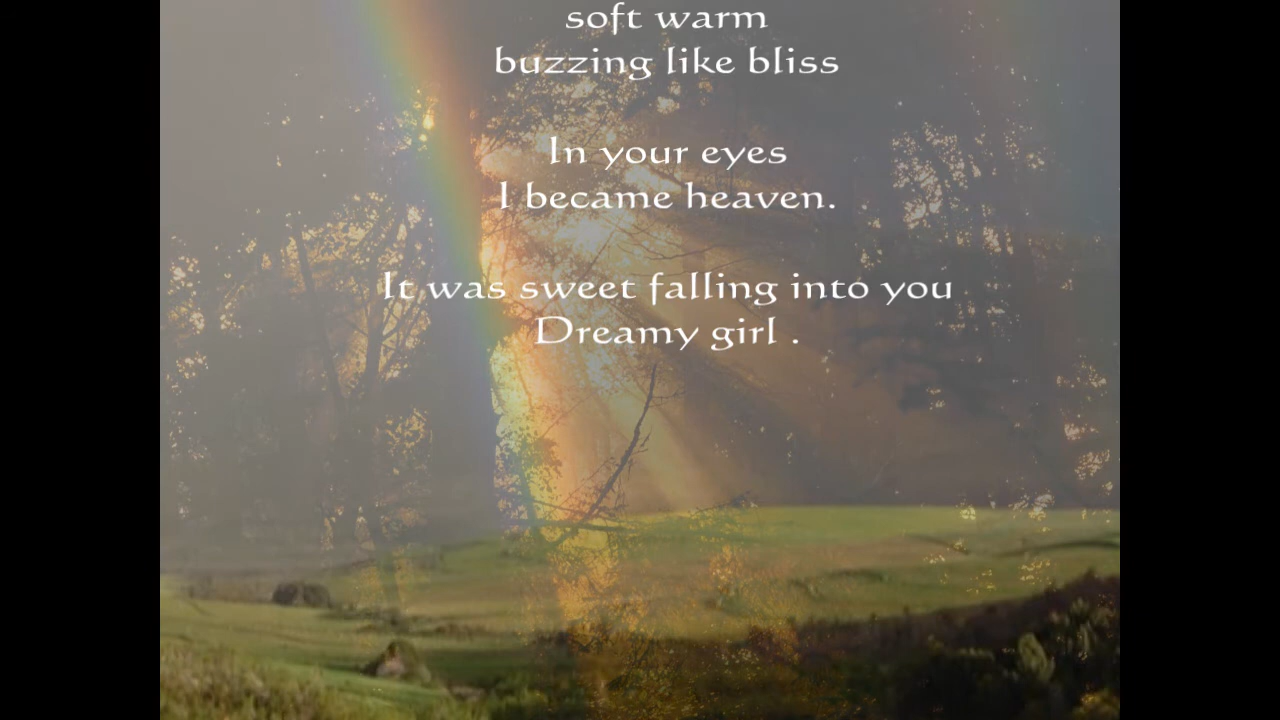 soft warm
buzzing like bliss
In your eyes
I became heaven.
It was sweet falling into you
Dreamy girl .